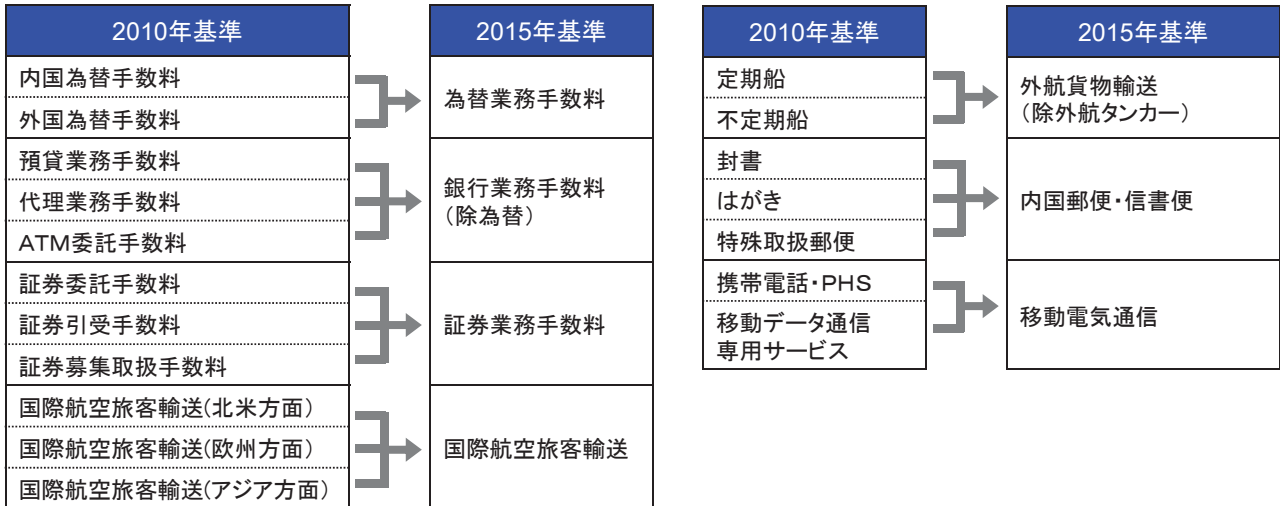 2010年基準
2015年基準
内国為替手数料
外国為替手数料
為替業務手数料
預貸業務手数料
代理業務手数料
ATM委託手数料
銀行業務手数料
（除為替）
証券委託手数料
証券引受手数料
証券募集取扱手数料
証券業務手数料
国際航空旅客輸送(北米方面）
国際航空旅客輸送(欧州方面）
国際航空旅客輸送(アジア方面）
国際航空旅客輸送
2010年基準
2015年基準
定期船
不定期船
外航貨物輸送
（除外航タンカー）
封書
はがき
特殊取扱郵便
内国郵便・信書便
携帯電話・PHS
移動データ通信
専用サービス
移動電気通信